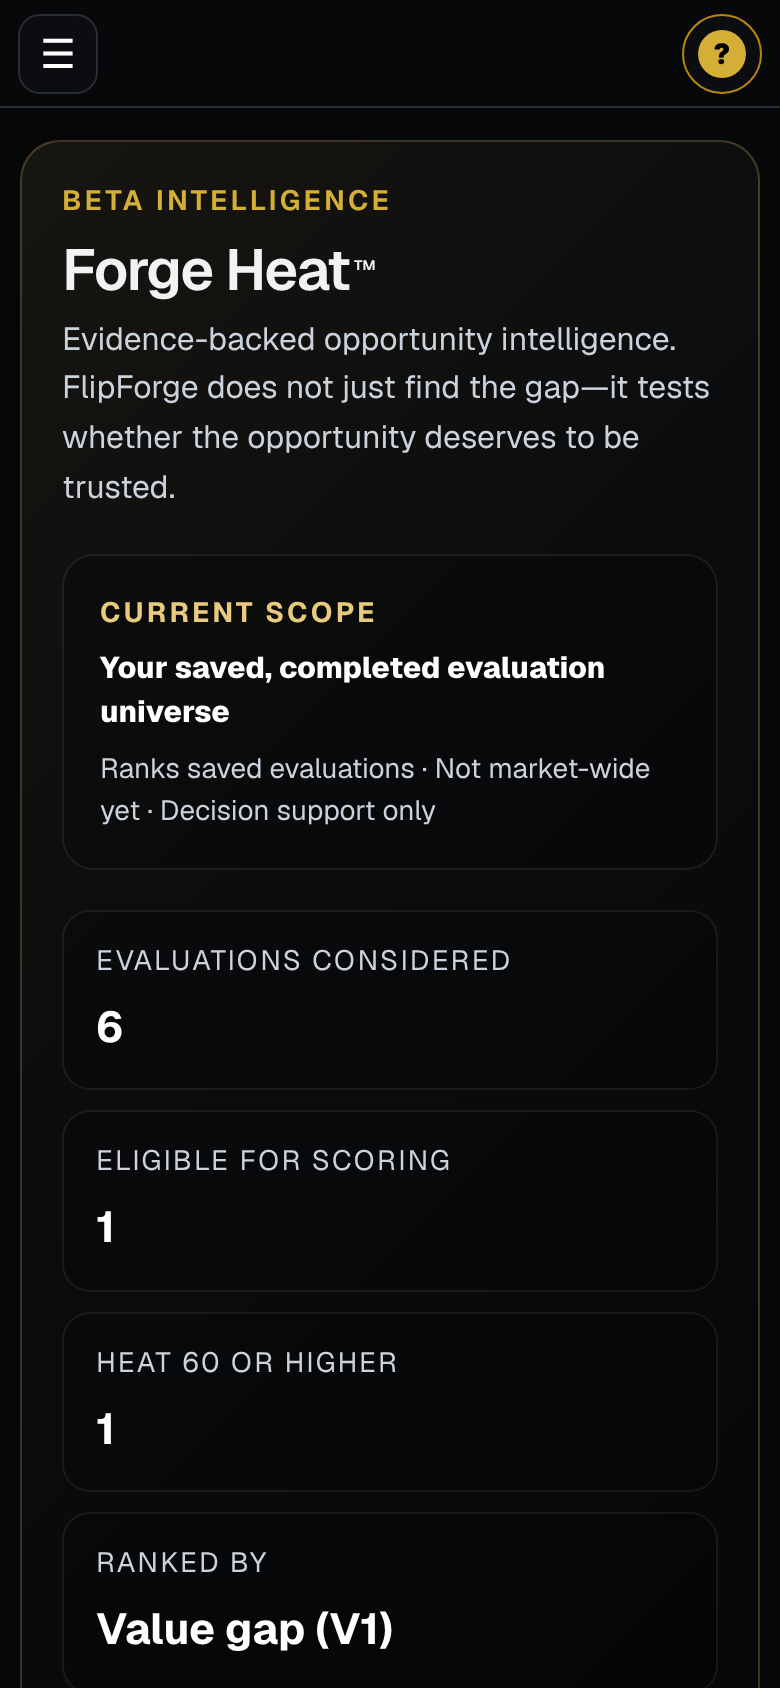 ☰
?
BETA INTELLIGENCE
Forge Heat™
Evidence-backed opportunity intelligence.
FlipForge does not just find the gap—it tests
whether the opportunity deserves to be
trusted.
CURRENT SCOPE
Your saved, completed evaluation
universe
Ranks saved evaluations · Not market-wide
yet · Decision support only
EVALUATIONS CONSIDERED
6
ELIGIBLE FOR SCORING
1
HEAT 60 OR HIGHER
1
RANKED BY
Value gap (V1)